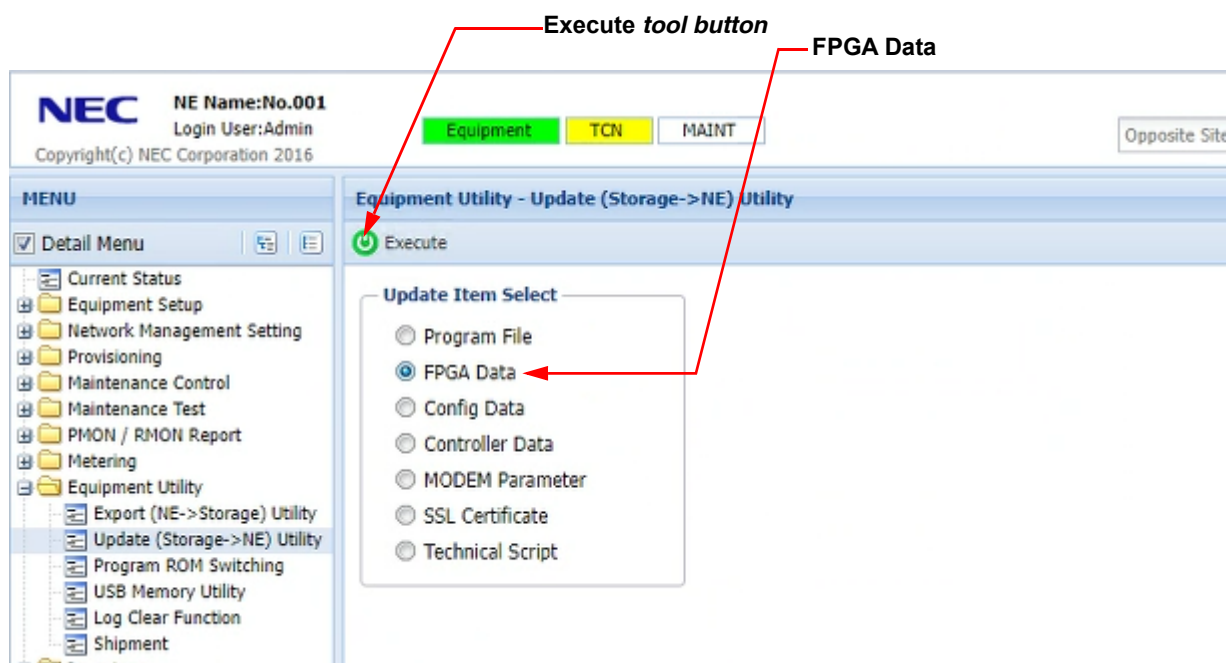 Execute tool button
FPGA Data
NEC
NE Name:No.001
Login User:Admin
Copyright(c) NEC Corporation 2016
Equipment
TCN
MAINT
Opposite Site
MENU
Detail Menu
Current Status
Equipment Setup
Network Management Setting
Provisioning
Maintenance Control
Maintenance Test
PMON / RMON Report
Metering
Equipment Utility
Export (NE->Storage) Utility
Update (Storage->NE) Utility
Program ROM Switching
USB Memory Utility
Log Clear Function
Shipment
Equipment Utility - Update (Storage->NE) Utility
Execute
Update Item Select
Program File
FPGA Data
Config Data
Controller Data
MODEM Parameter
SSL Certificate
Technical Script